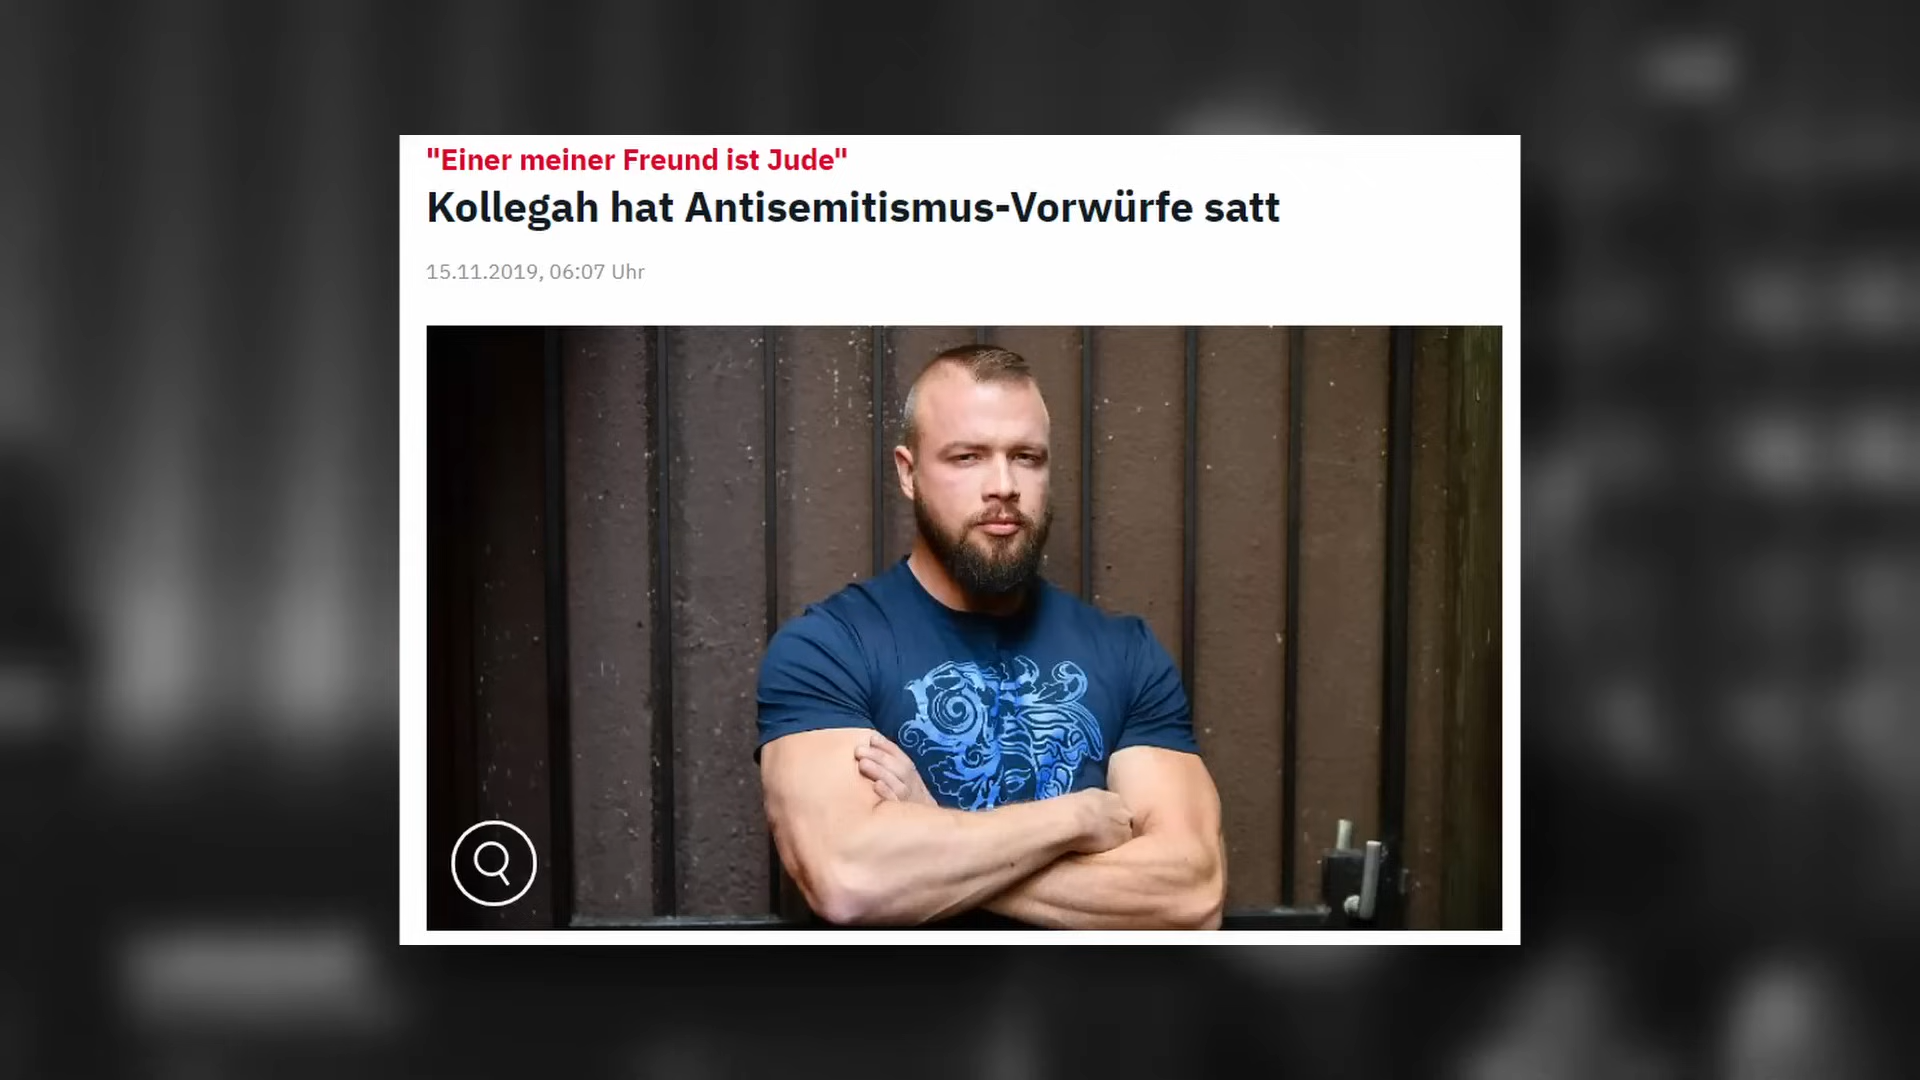 "Einer meiner Freund ist Jude"
Kollegah hat Antisemitismus-Vorwürfe satt
15.11.2019, 06:07 Uhr